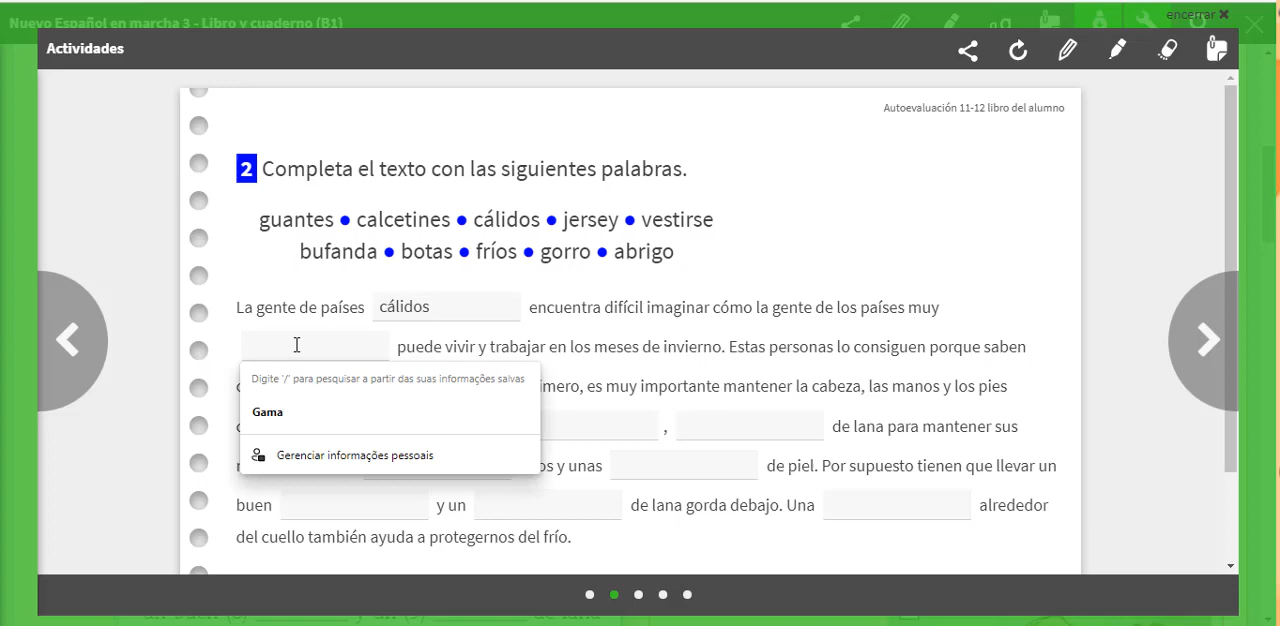 Nuevo Español en marcha 3 - Libro y cuaderno (B1)
encerrar ×
Actividades
Autoevaluación 11-12 libro del alumno
2 Completa el texto con las siguientes palabras.
guantes ● calcetines ● cálidos ● jersey ● vestirse
bufanda ● botas ● fríos ● gorro ● abrigo
La gente de países cálidos encuentra difícil imaginar cómo la gente de los países muy
puede vivir y trabajar en los meses de invierno. Estas personas lo consiguen porque saben
Digite '/' para pesquisar a partir das suas informações salvas
imero, es muy importante mantener la cabeza, las manos y los pies
Gama
, de lana para mantener sus
Gerenciar informações pessoais
os y unas de piel. Por supuesto tienen que llevar un
buen y un de lana gorda debajo. Una alrededor
del cuello también ayuda a protegernos del frío.